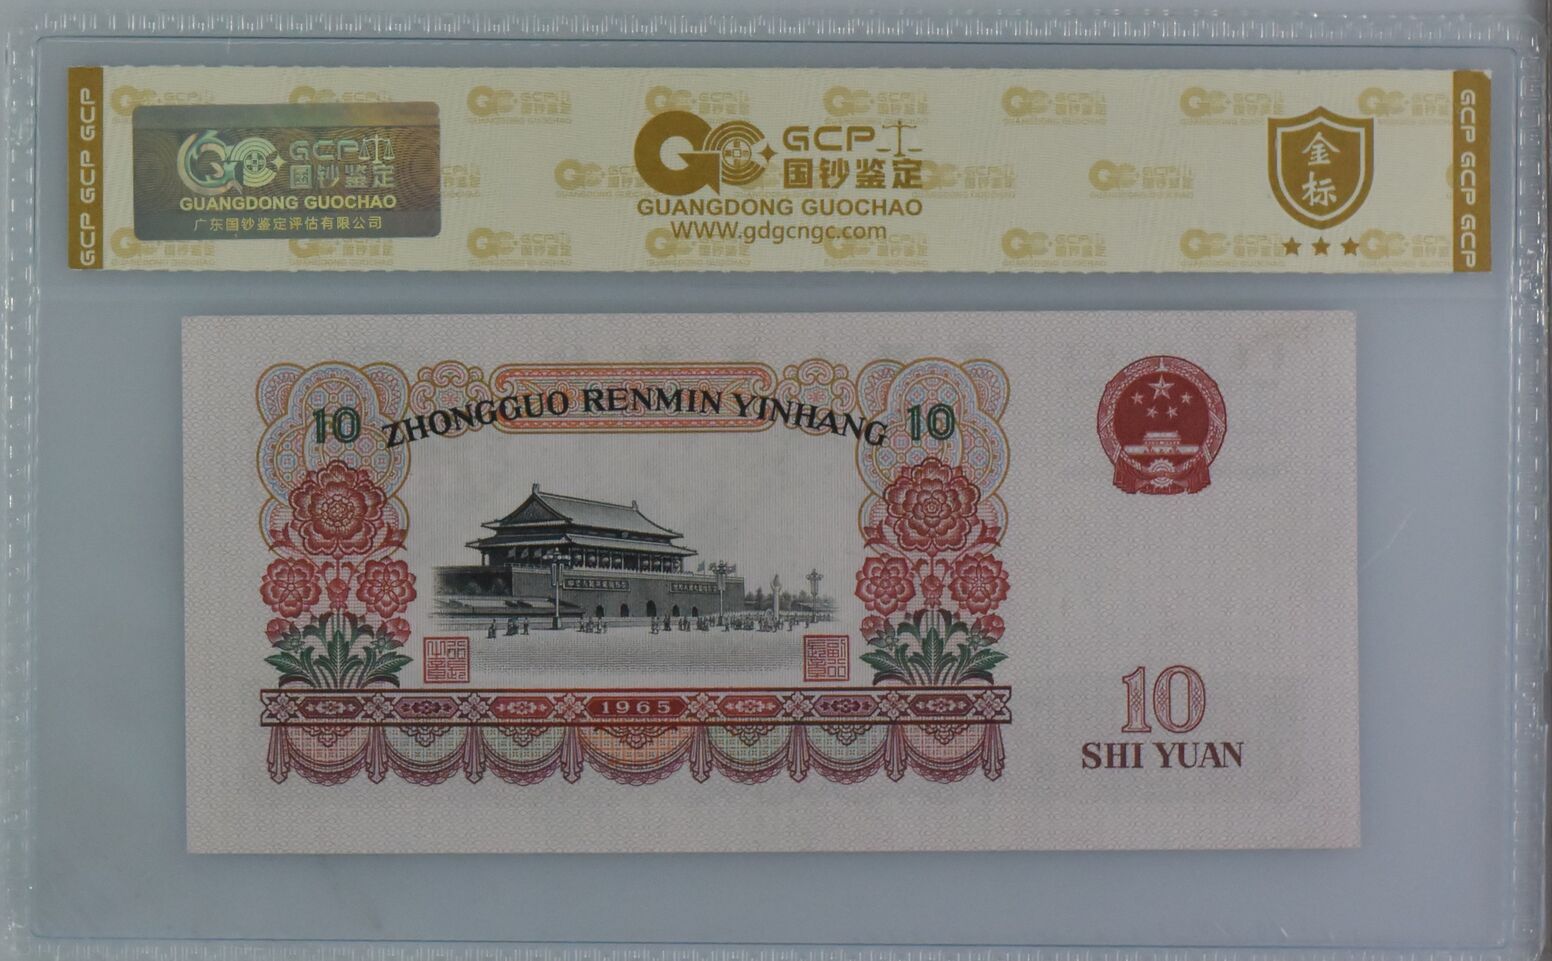 GCP GCP GCP
GCP
国钞鉴定
GUANGDONG GUOCHAO
广东国钞鉴定评估有限公司
GCP
国钞鉴定
GUANGDONG GUOCHAO
WWW.gdgcngc.com
金标
GCP GCP GCP GCP
10 ZHONGGUO RENMIN YINHANG 10
1965
10
SHI YUAN